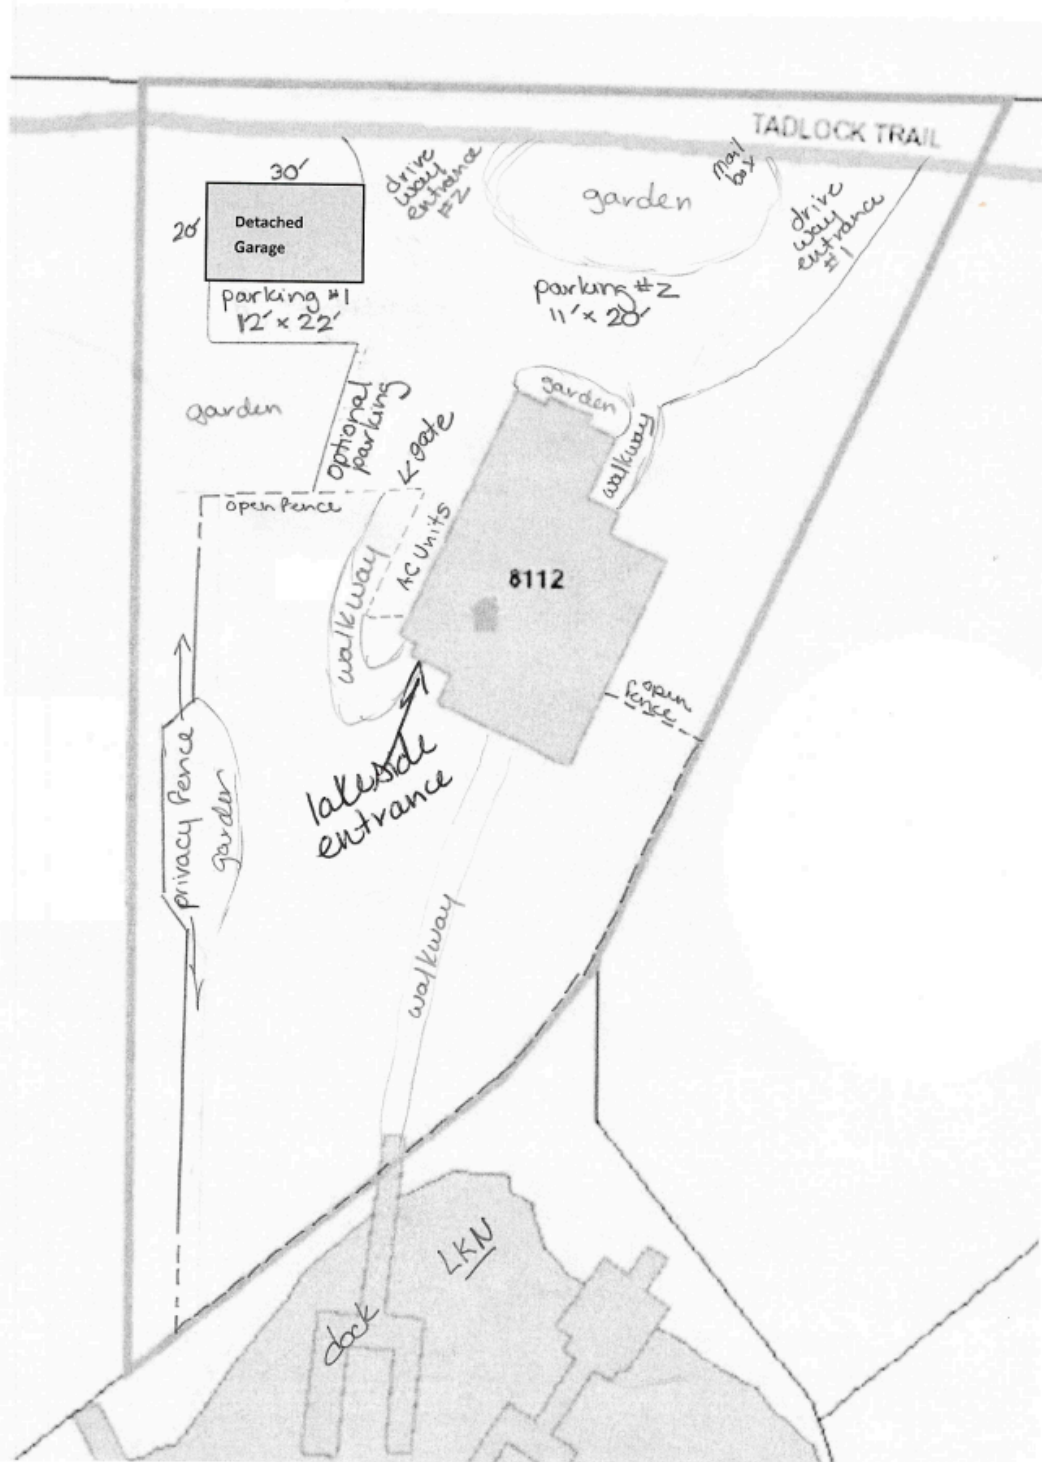 TADLOCK TRAIL
30'
20'
Detached
Garage
drive
way
entrance
#2
garden
mail
box
drive
way
entrance
#1
parking #1
12' x 22'
parking #2
11' x 20'
garden
optional
parking
gate
garden
walkway
open fence
walkway
AC Units
8112
open
fence
lakeside
entrance
privacy fence
garden
walkway
LKN
dock